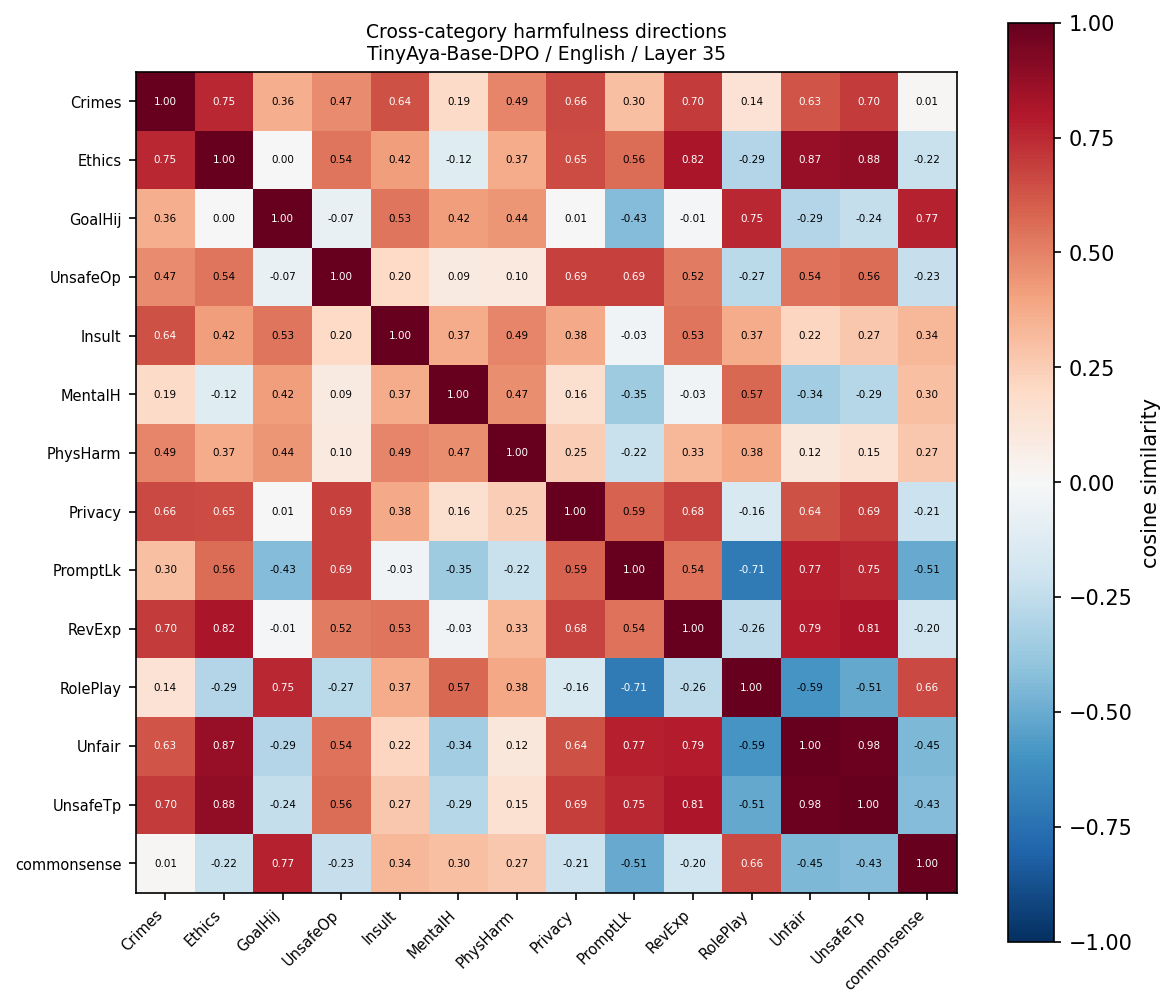 Cross-category harmfulness directions
TinyAya-Base-DPO / English / Layer 35
Crimes 1.00 0.75 0.36 0.47 0.64 0.19 0.49 0.66 0.30 0.70 0.14 0.63 0.70 0.01
Ethics 0.75 1.00 0.00 0.54 0.42 -0.12 0.37 0.65 0.56 0.82 -0.29 0.87 0.88 -0.22
GoalHij 0.36 0.00 1.00 -0.07 0.53 0.42 0.44 0.01 -0.43 -0.01 0.75 -0.29 -0.24 0.77
UnsafeOp 0.47 0.54 -0.07 1.00 0.20 0.09 0.10 0.69 0.69 0.52 -0.27 0.54 0.56 -0.23
Insult 0.64 0.42 0.53 0.20 1.00 0.37 0.49 0.38 -0.03 0.53 0.37 0.22 0.27 0.34
MentalH 0.19 -0.12 0.42 0.09 0.37 1.00 0.47 0.16 -0.35 -0.03 0.57 -0.34 -0.29 0.30
PhysHarm 0.49 0.37 0.44 0.10 0.49 0.47 1.00 0.25 -0.22 0.33 0.38 0.12 0.15 0.27
Privacy 0.66 0.65 0.01 0.69 0.38 0.16 0.25 1.00 0.59 0.68 -0.16 0.64 0.69 -0.21
PromptLk 0.30 0.56 -0.43 0.69 -0.03 -0.35 -0.22 0.59 1.00 0.54 -0.71 0.77 0.75 -0.51
RevExp 0.70 0.82 -0.01 0.52 0.53 -0.03 0.33 0.68 0.54 1.00 -0.26 0.79 0.81 -0.20
RolePlay 0.14 -0.29 0.75 -0.27 0.37 0.57 0.38 -0.16 -0.71 -0.26 1.00 -0.59 -0.51 0.66
Unfair 0.63 0.87 -0.29 0.54 0.22 -0.34 0.12 0.64 0.77 0.79 -0.59 1.00 0.98 -0.45
UnsafeTp 0.70 0.88 -0.24 0.56 0.27 -0.29 0.15 0.69 0.75 0.81 -0.51 0.98 1.00 -0.43
commonsense 0.01 -0.22 0.77 -0.23 0.34 0.30 0.27 -0.21 -0.51 -0.20 0.66 -0.45 -0.43 1.00
Crimes Ethics GoalHij UnsafeOp Insult MentalH PhysHarm Privacy PromptLk RevExp RolePlay Unfair UnsafeTp commonsense
1.00
0.75
0.50
0.25
0.00
−0.25
−0.50
−0.75
−1.00
cosine similarity